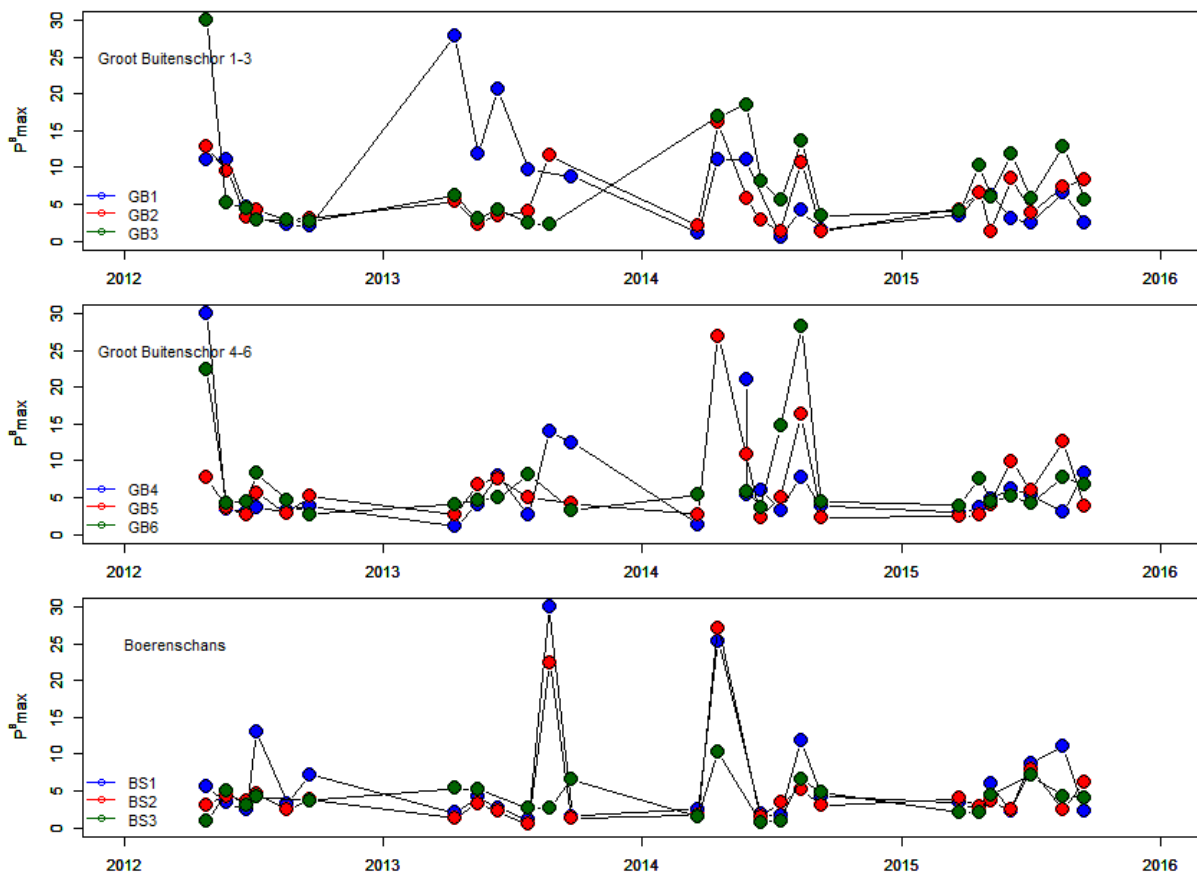 30
25
20
15
10
5
0
P^B max
Groot Buitenschor 1-3
GB1
GB2
GB3
2012 2013 2014 2015 2016
30
25
20
15
10
5
0
P^B max
Groot Buitenschor 4-6
GB4
GB5
GB6
2012 2013 2014 2015 2016
30
25
20
15
10
5
0
P^B max
Boerenschans
BS1
BS2
BS3
2012 2013 2014 2015 2016